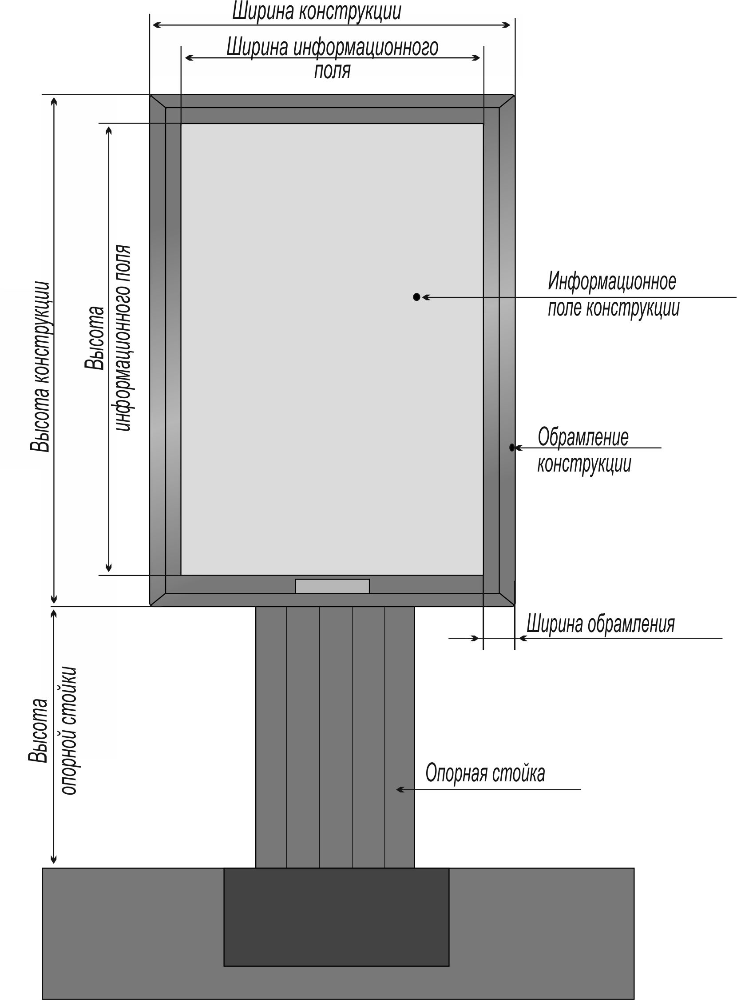 Ширина конструкции
Ширина информационного
поля
Высота конструкции
Высота
информационного поля
Информационное
поле конструкции
Обрамление
конструкции
Ширина обрамления
Высота
опорной стойки
Опорная стойка